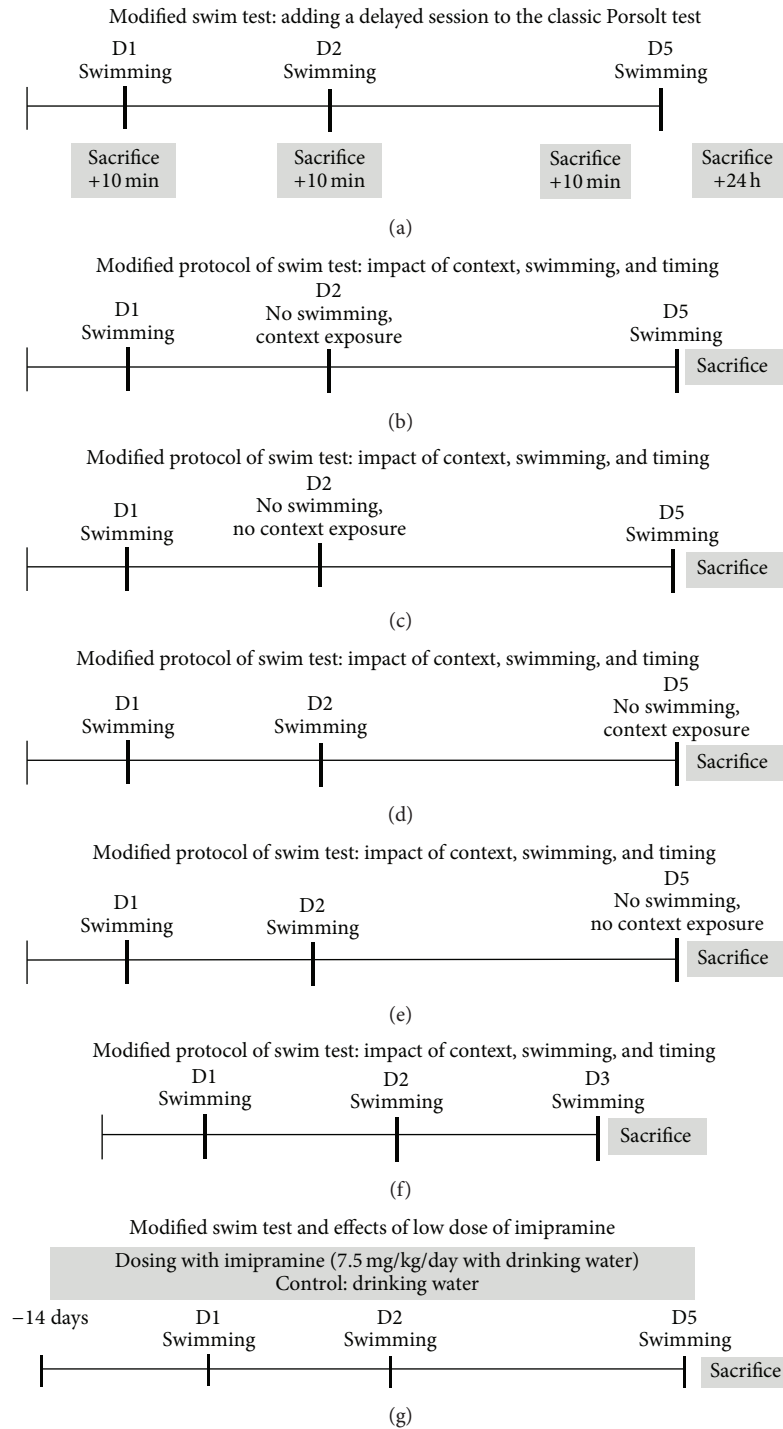 Modified swim test: adding a delayed session to the classic Porsolt test
D1
Swimming
D2
Swimming
D5
Swimming
Sacrifice
+10 min
Sacrifice
+10 min
Sacrifice
+10 min
Sacrifice
+24 h
(a)
Modified protocol of swim test: impact of context, swimming, and timing
D1
Swimming
D2
No swimming,
context exposure
D5
Swimming
Sacrifice
(b)
Modified protocol of swim test: impact of context, swimming, and timing
D1
Swimming
D2
No swimming,
no context exposure
D5
Swimming
Sacrifice
(c)
Modified protocol of swim test: impact of context, swimming, and timing
D1
Swimming
D2
Swimming
D5
No swimming,
context exposure
Sacrifice
(d)
Modified protocol of swim test: impact of context, swimming, and timing
D1
Swimming
D2
Swimming
D5
No swimming,
no context exposure
Sacrifice
(e)
Modified protocol of swim test: impact of context, swimming, and timing
D1
Swimming
D2
Swimming
D3
Swimming
Sacrifice
(f)
Modified swim test and effects of low dose of imipramine
Dosing with imipramine (7.5 mg/kg/day with drinking water)
Control: drinking water
−14 days
D1
Swimming
D2
Swimming
D5
Swimming
Sacrifice
(g)